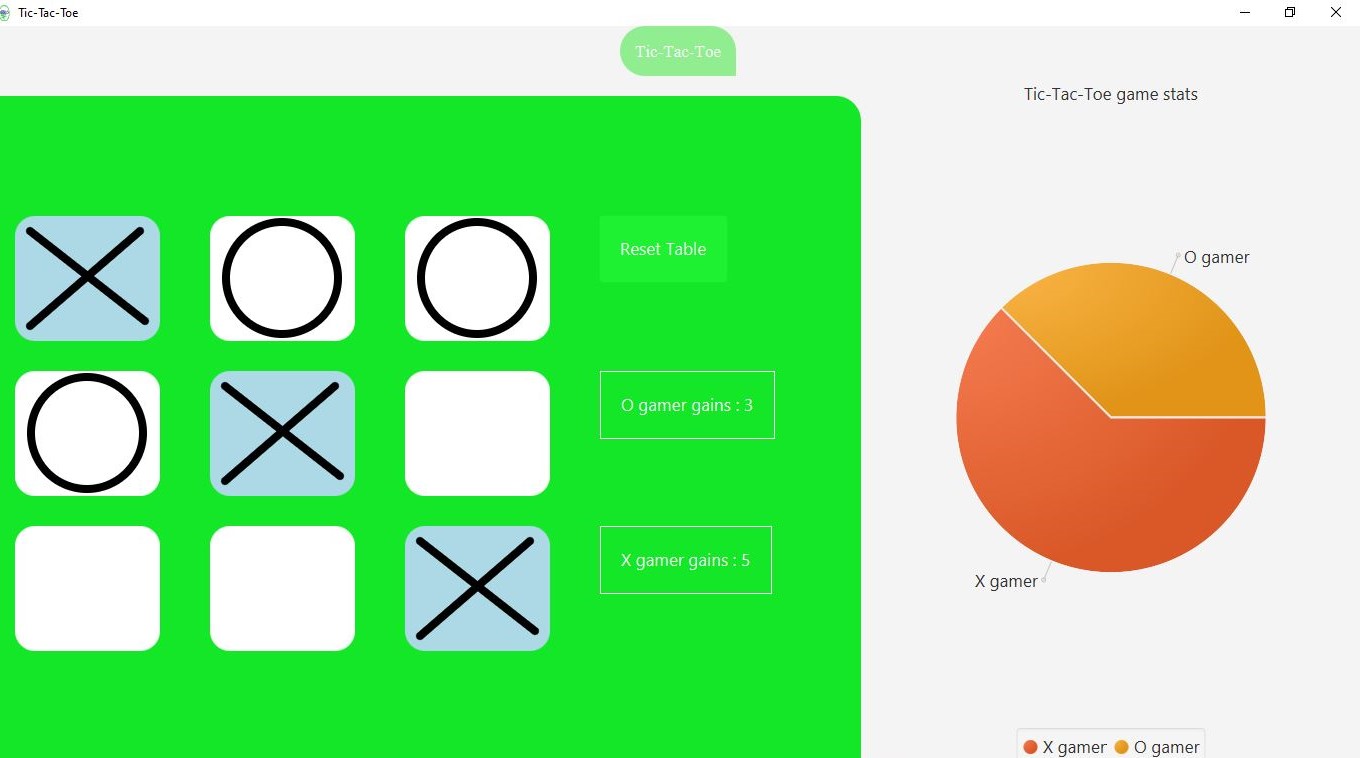 Tic-Tac-Toe
Tic-Tac-Toe
Tic-Tac-Toe game stats
Reset Table
O gamer
O gamer gains : 3
X gamer gains : 5
X gamer
X gamer O gamer